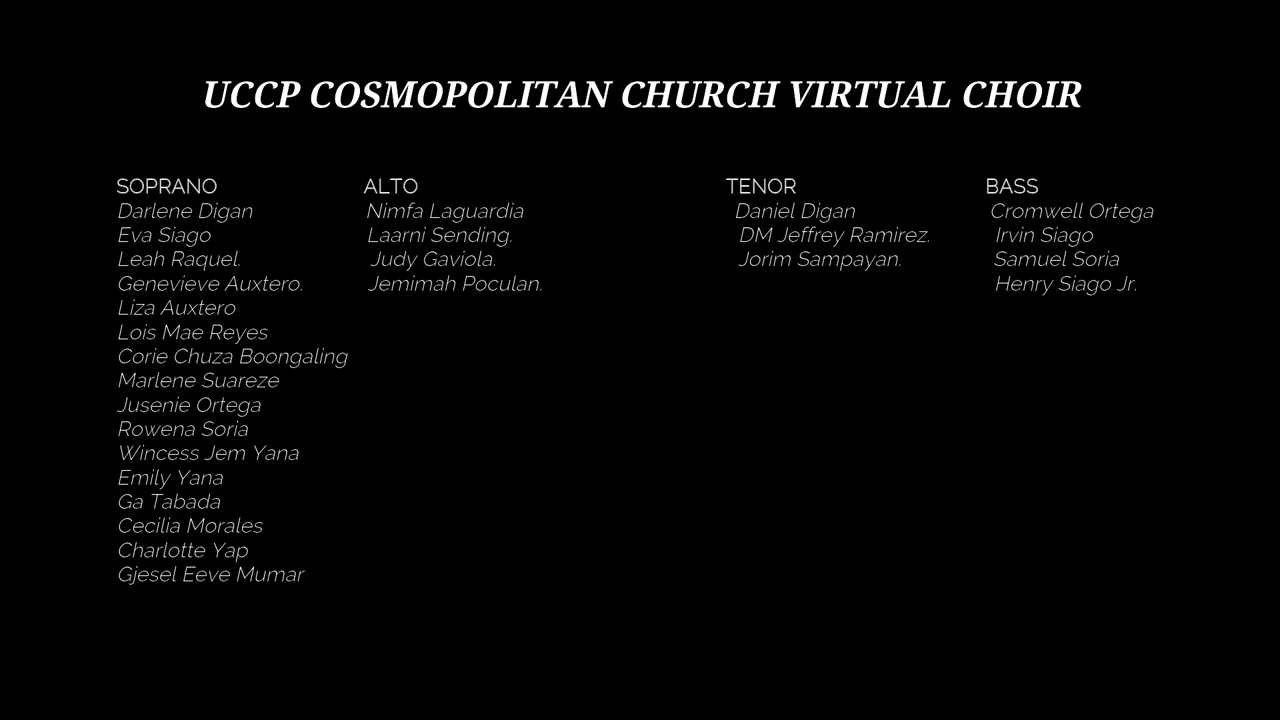 UCCP COSMOPOLITAN CHURCH VIRTUAL CHOIR
SOPRANO
Darlene Digan
Eva Siago
Leah Raquel.
Genevieve Auxtero.
Liza Auxtero
Lois Mae Reyes
Corie Chuza Boongaling
Marlene Suareze
Jusenie Ortega
Rowena Soria
Wincess Jem Yana
Emily Yana
Ga Tabada
Cecilia Morales
Charlotte Yap
Gjesel Eeve Mumar
ALTO
Nimfa Laguardia
Laarni Sending.
Judy Gaviola.
Jemimah Poculan.
TENOR
Daniel Digan
DM Jeffrey Ramirez.
Jorim Sampayan.
BASS
Cromwell Ortega
Irvin Siago
Samuel Soria
Henry Siago Jr.